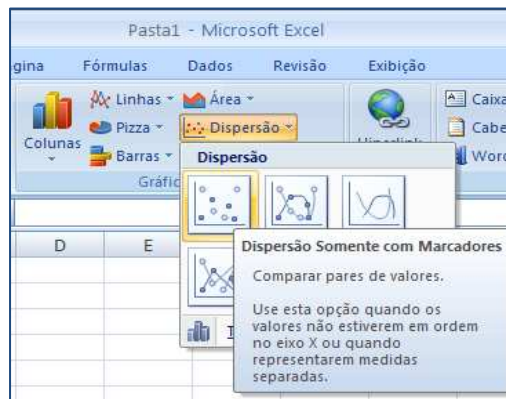 Pasta1 - Microsoft Excel
Fórmulas Dados Revisão Exibição
Linhas Área
Colunas Pizza Dispersão
Barras Dispersão
D E
Dispersão Somente com Marcadores
Comparar pares de valores.
Use esta opção quando os
valores não estiverem em ordem
no eixo X ou quando
representarem medidas
separadas.